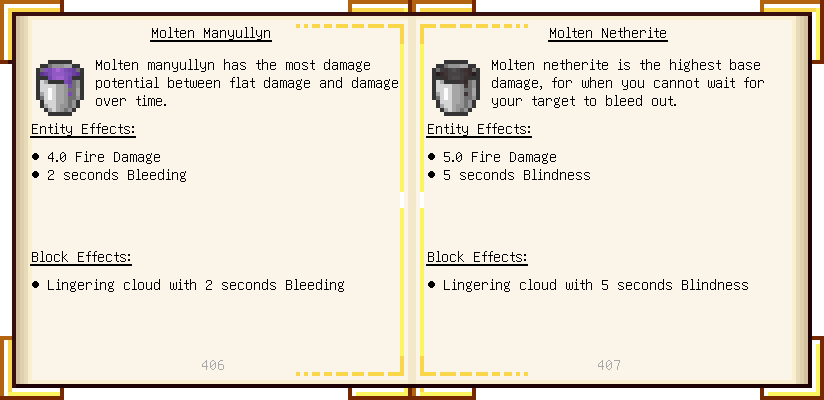 Molten Manyullyn
Molten manyullyn has the most damage
potential between flat damage and damage
over time.
Entity Effects:
• 4.0 Fire Damage
• 2 seconds Bleeding
Block Effects:
• Lingering cloud with 2 seconds Bleeding
406
Molten Netherite
Molten netherite is the highest base
damage, for when you cannot wait for
your target to bleed out.
Entity Effects:
• 5.0 Fire Damage
• 5 seconds Blindness
Block Effects:
• Lingering cloud with 5 seconds Blindness
407